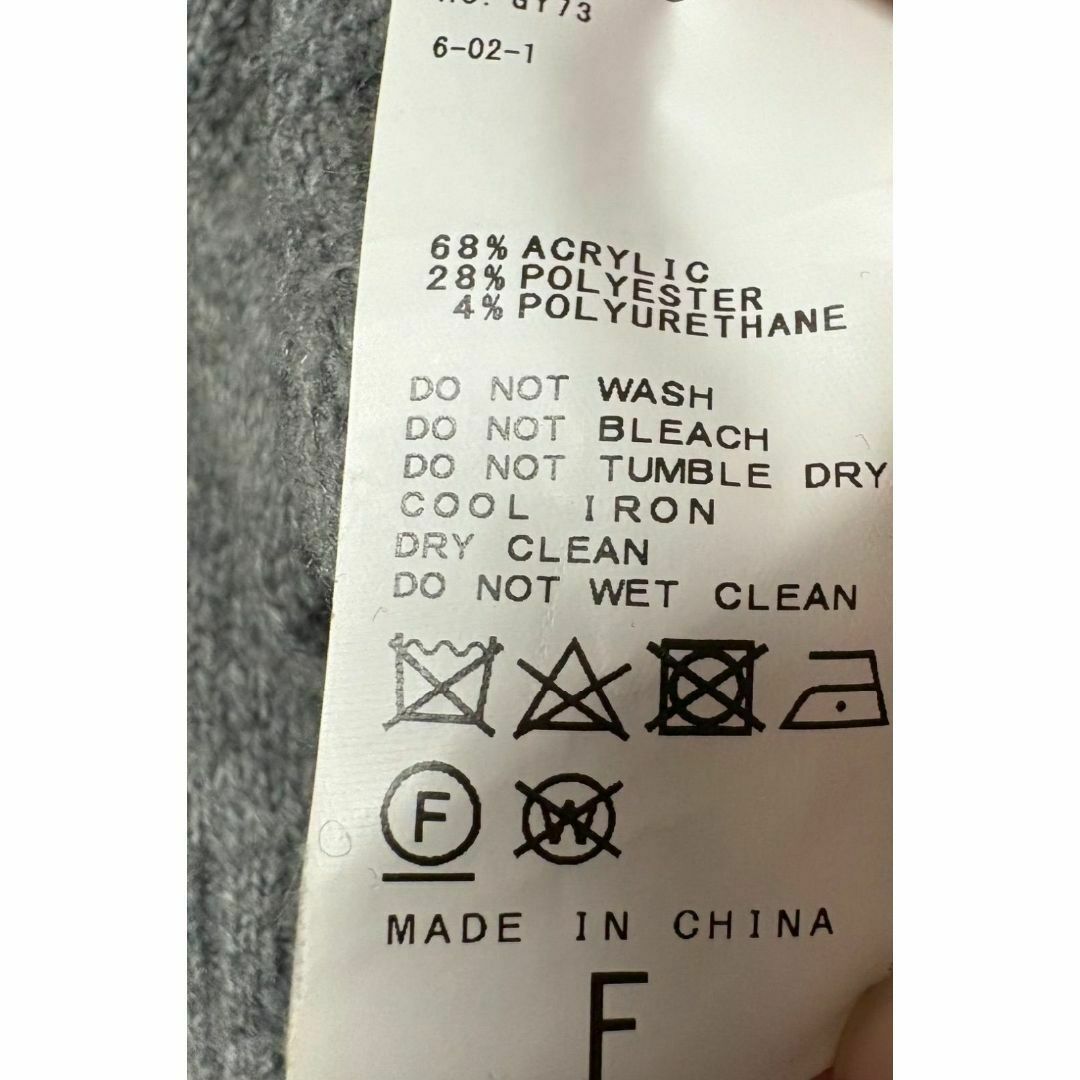 GY73
6-02-1
68% ACRYLIC
28% POLYESTER
4% POLYURETHANE
DO NOT WASH
DO NOT BLEACH
DO NOT TUMBLE DRY
COOL IRON
DRY CLEAN
DO NOT WET CLEAN
F W
MADE IN CHINA
F